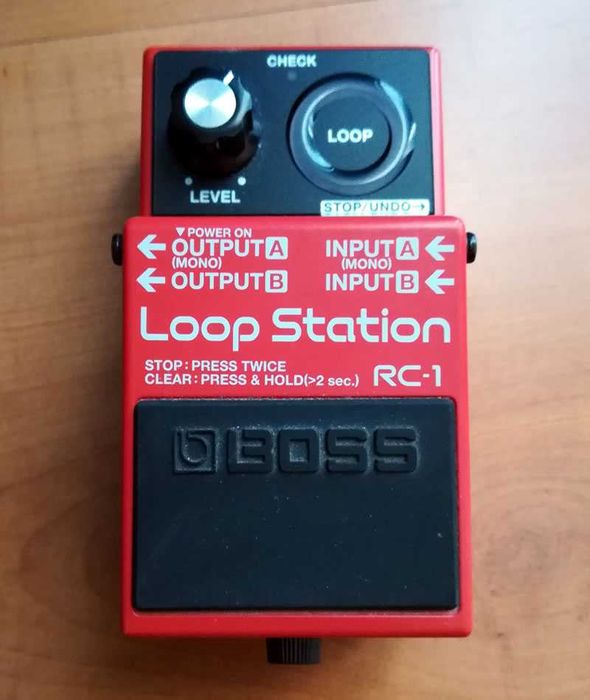 CHECK
LOOP
LEVEL
STOP/UNDO→
▼POWER ON
←OUTPUT A INPUT A←
(MONO) (MONO)
←OUTPUT B INPUT B←
Loop Station
STOP:PRESS TWICE
CLEAR:PRESS & HOLD(>2 sec.) RC-1
BOSS